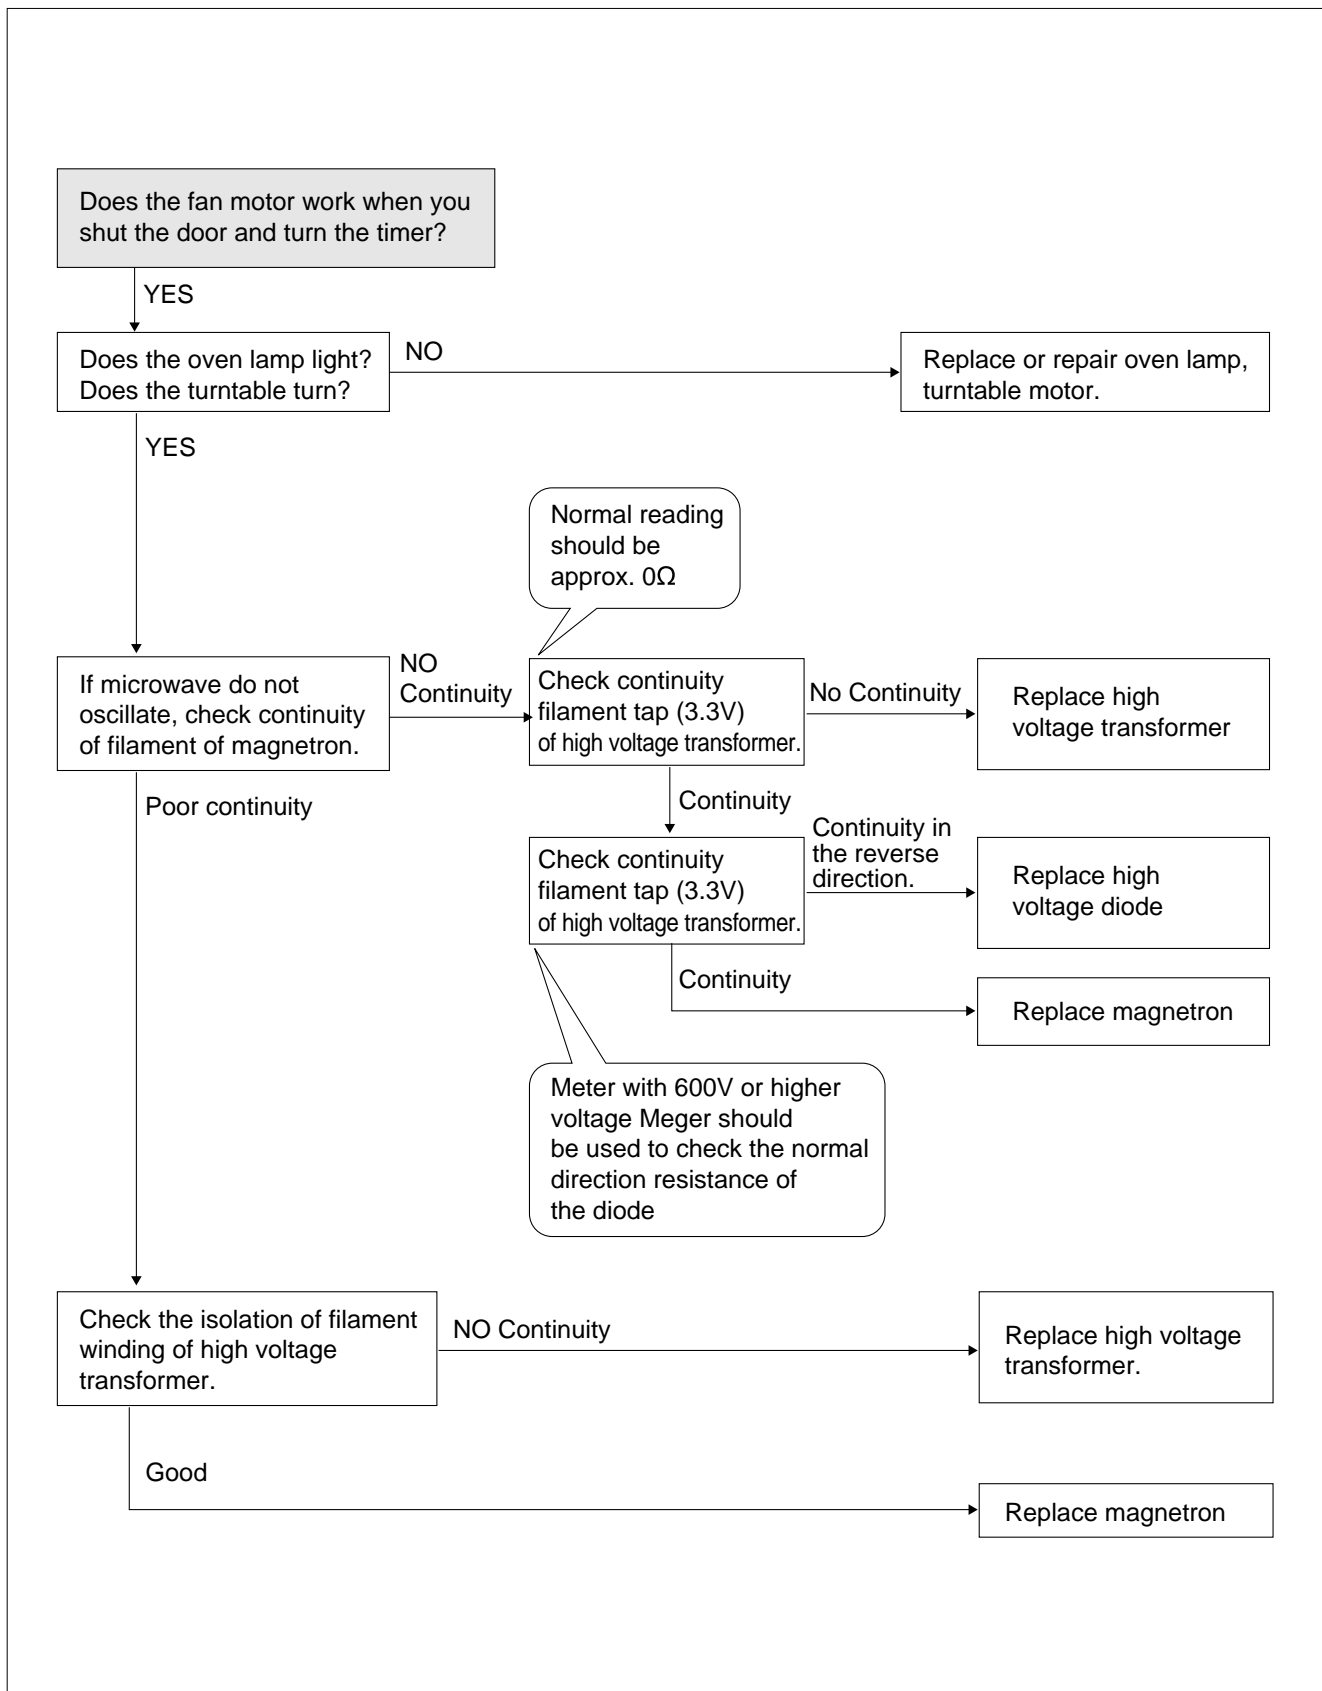 Does the fan motor work when you
shut the door and turn the timer?
YES
Does the oven lamp light?
Does the turntable turn?
NO
Replace or repair oven lamp,
turntable motor.
YES
Normal reading
should be
approx. 0Ω
If microwave do not
oscillate, check continuity
of filament of magnetron.
NO
Continuity
Check continuity
filament tap (3.3V)
of high voltage transformer.
No Continuity
Replace high
voltage transformer
Poor continuity
Continuity
Check continuity
filament tap (3.3V)
of high voltage transformer.
Continuity in
the reverse
direction.
Replace high
voltage diode
Continuity
Replace magnetron
Meter with 600V or higher
voltage Meger should
be used to check the normal
direction resistance of
the diode
Check the isolation of filament
winding of high voltage
transformer.
NO Continuity
Replace high voltage
transformer.
Good
Replace magnetron